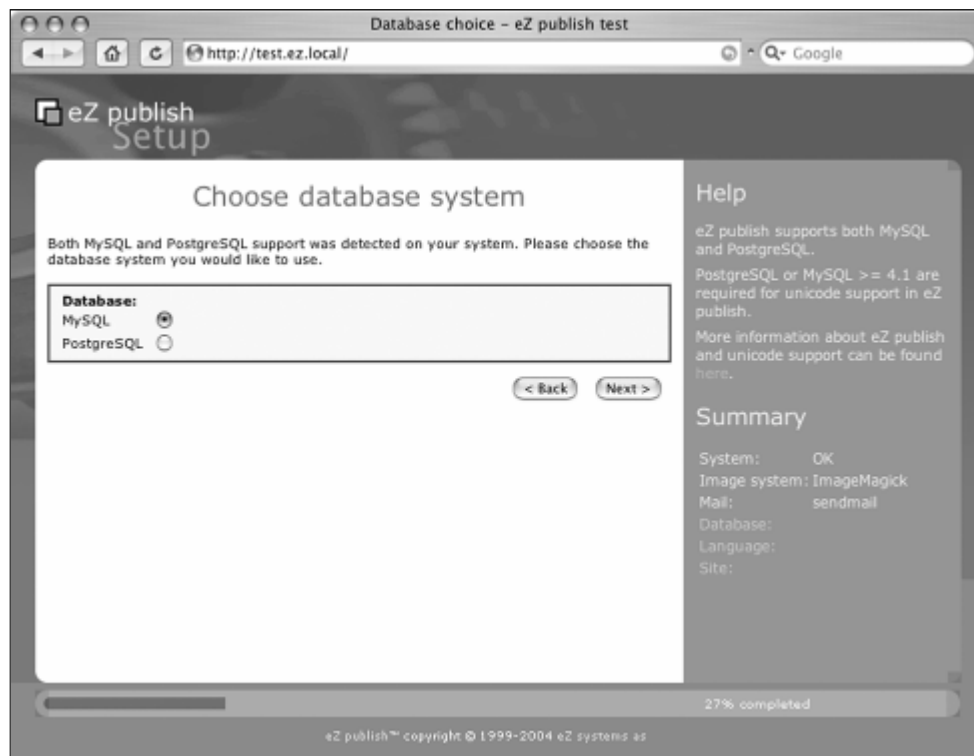 Database choice – eZ publish test
http://test.ez.local/
Google
eZ publish
Setup
Choose database system
Both MySQL and PostgreSQL support was detected on your system. Please choose the
database system you would like to use.
Database:
MySQL
PostgreSQL
< Back
Next >
Help
eZ publish supports both MySQL
and PostgreSQL.
PostgreSQL or MySQL >= 4.1 are
required for unicode support in eZ
publish.
More information about eZ publish
and unicode support can be found
here.
Summary
System: OK
Image system: ImageMagick
Mail: sendmail
Database:
Language:
Site:
27% completed
eZ publish™ copyright © 1999-2004 eZ systems as